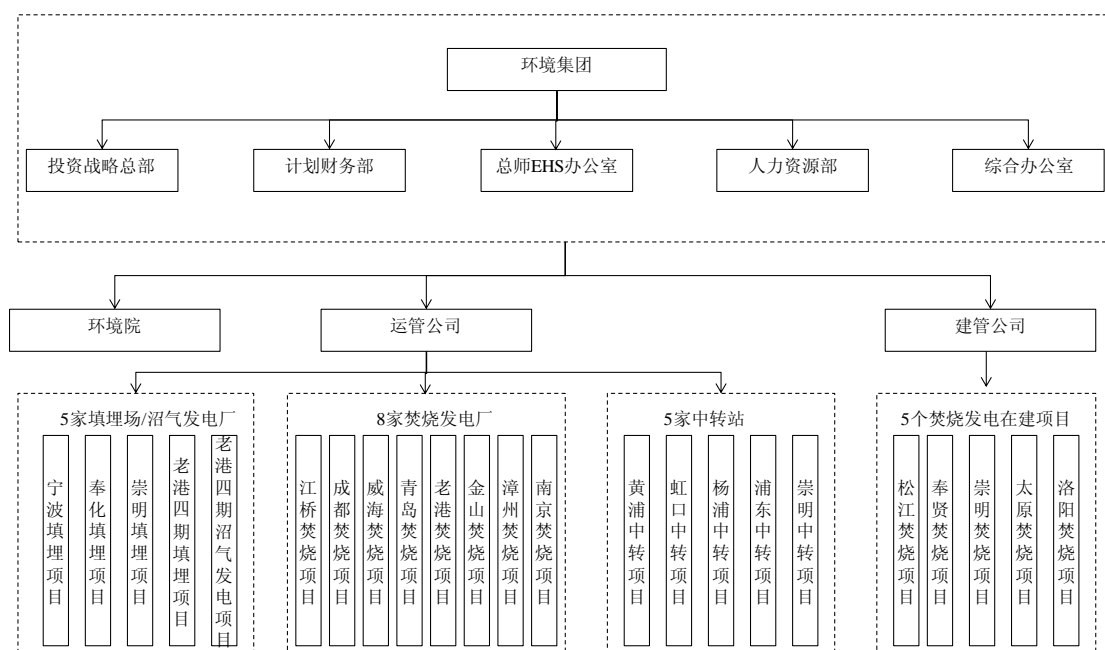 环境集团
投资战略总部
计划财务部
总师EHS办公室
人力资源部
综合办公室
环境院
运管公司
建管公司
5家填埋场/沼气发电厂
8家焚烧发电厂
5家中转站
5个焚烧发电在建项目
宁波填埋项目
奉化填埋项目
崇明填埋项目
老港四期填埋项目
老港四期沼气发电项目
江桥焚烧项目
成都焚烧项目
威海焚烧项目
青岛焚烧项目
老港焚烧项目
金山焚烧项目
漳州焚烧项目
南京焚烧项目
黄浦中转项目
虹口中转项目
杨浦中转项目
浦东中转项目
崇明中转项目
松江焚烧项目
奉贤焚烧项目
崇明焚烧项目
太原焚烧项目
洛阳焚烧项目